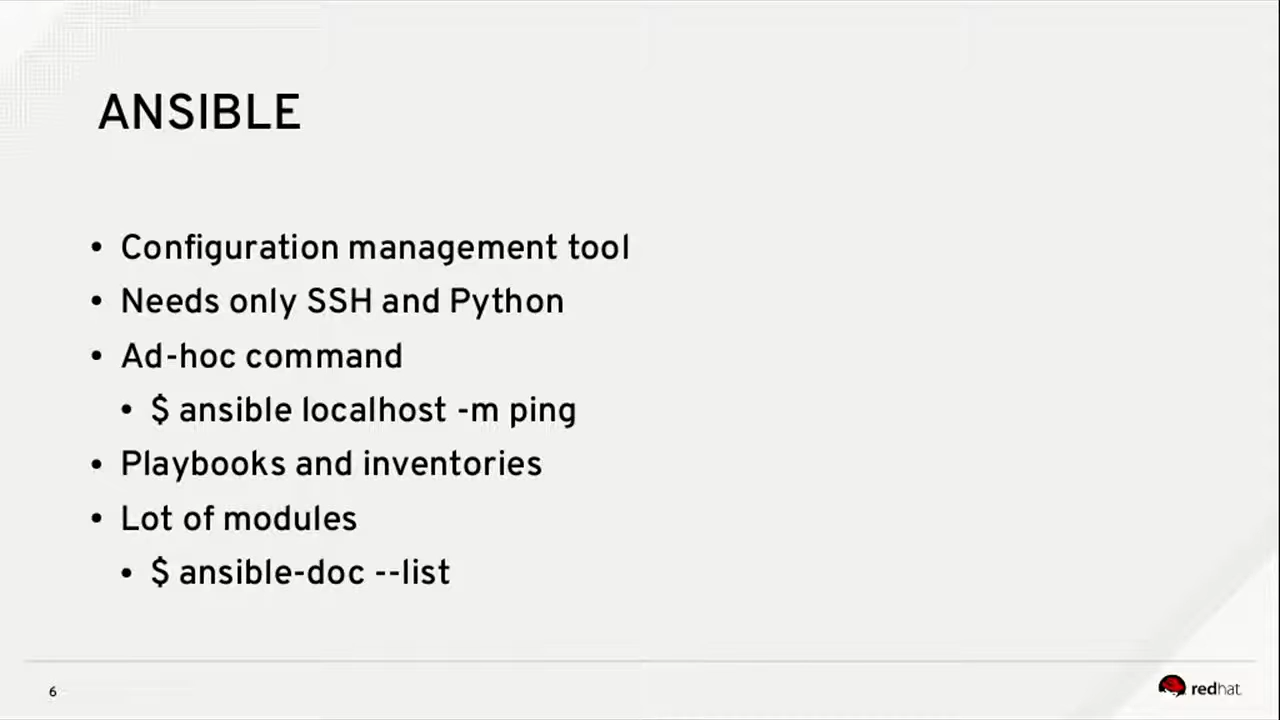 ANSIBLE
• Configuration management tool
• Needs only SSH and Python
• Ad-hoc command
• $ ansible localhost -m ping
• Playbooks and inventories
• Lot of modules
• $ ansible-doc --list
6
redhat.